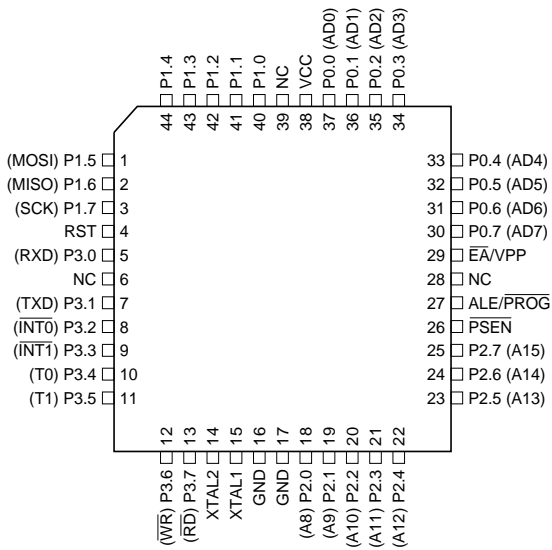 P1.4
P1.3
P1.2
P1.1
P1.0
NC
VCC
P0.0 (AD0)
P0.1 (AD1)
P0.2 (AD2)
P0.3 (AD3)
44
43
42
41
40
39
38
37
36
35
34
(MOSI) P1.5 1
(MISO) P1.6 2
(SCK) P1.7 3
RST 4
(RXD) P3.0 5
NC 6
(TXD) P3.1 7
(I̅N̅T̅0̅) P3.2 8
(I̅N̅T̅1̅) P3.3 9
(T0) P3.4 10
(T1) P3.5 11
33 P0.4 (AD4)
32 P0.5 (AD5)
31 P0.6 (AD6)
30 P0.7 (AD7)
29 E̅A̅/VPP
28 NC
27 ALE/P̅R̅O̅G̅
26 P̅S̅E̅N̅
25 P2.7 (A15)
24 P2.6 (A14)
23 P2.5 (A13)
12
13
14
15
16
17
18
19
20
21
22
(W̅R̅) P3.6
(R̅D̅) P3.7
XTAL2
XTAL1
GND
GND
(A8) P2.0
(A9) P2.1
(A10) P2.2
(A11) P2.3
(A12) P2.4